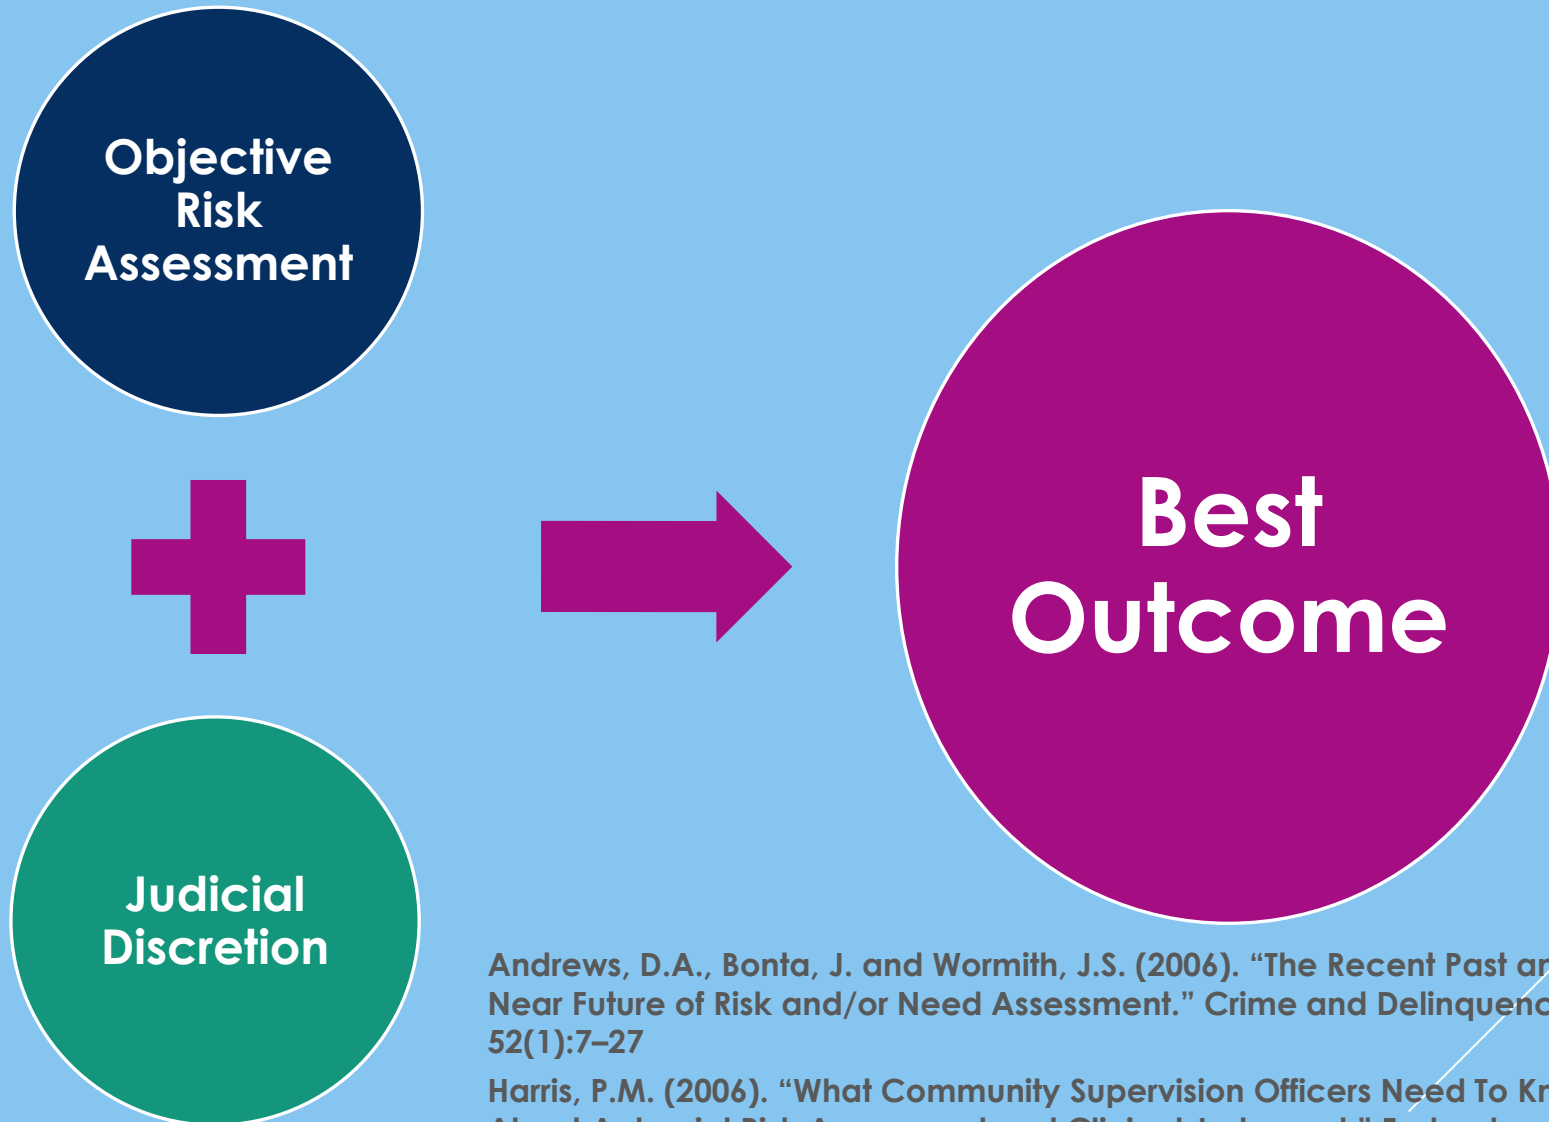 Objective
Risk
Assessment
Judicial
Discretion
Best
Outcome
Andrews, D.A., Bonta, J. and Wormith, J.S. (2006). “The Recent Past
Near Future of Risk and/or Need Assessment.” Crime and
52(1):7–27
Harris, P.M. (2006). “What Community Supervision Officers Need To